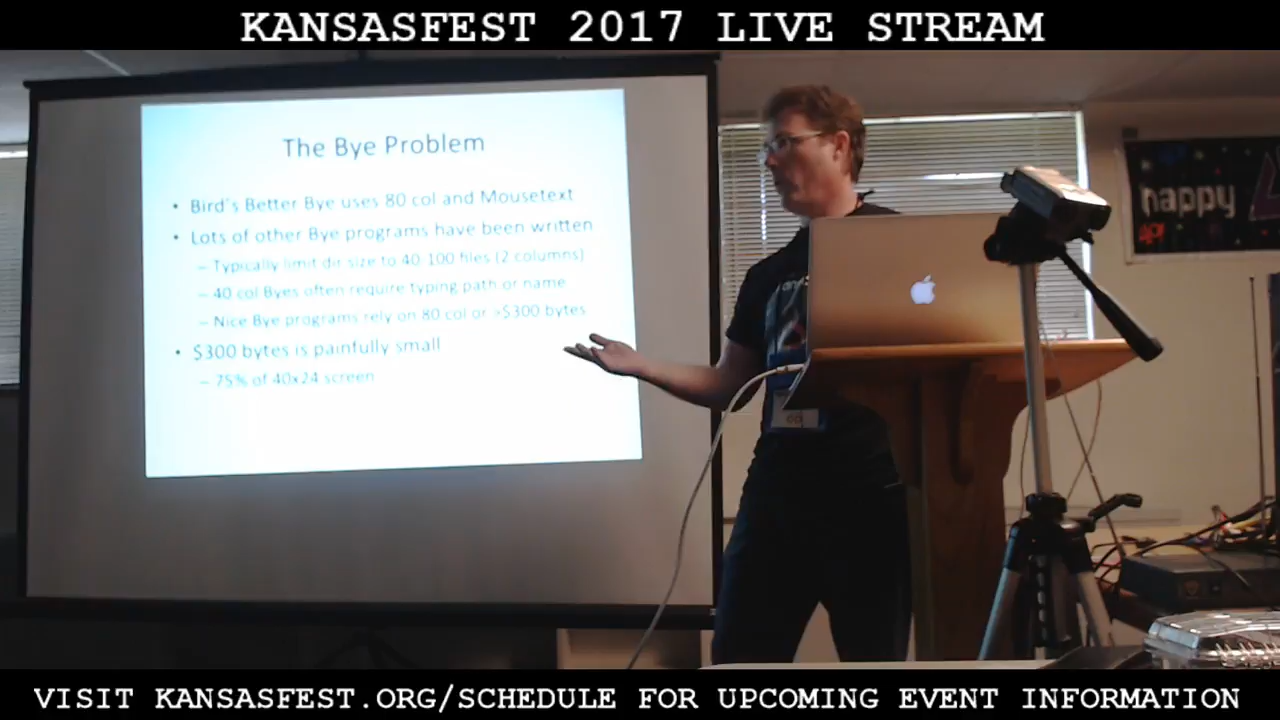 KANSASFEST 2017 LIVE STREAM
The Bye Problem
• Bird's Better Bye uses 80 col and Mousetext
• Lots of other Bye programs have been written
– Typically limit dir size to 40-100 files (2 columns)
– 40 col Byes often require typing path or name
– Nice Bye programs rely on 80 col or >$300 bytes
• $300 bytes is painfully small
– 75% of 40x24 screen
happy
VISIT KANSASFEST.ORG/SCHEDULE FOR UPCOMING EVENT INFORMATION